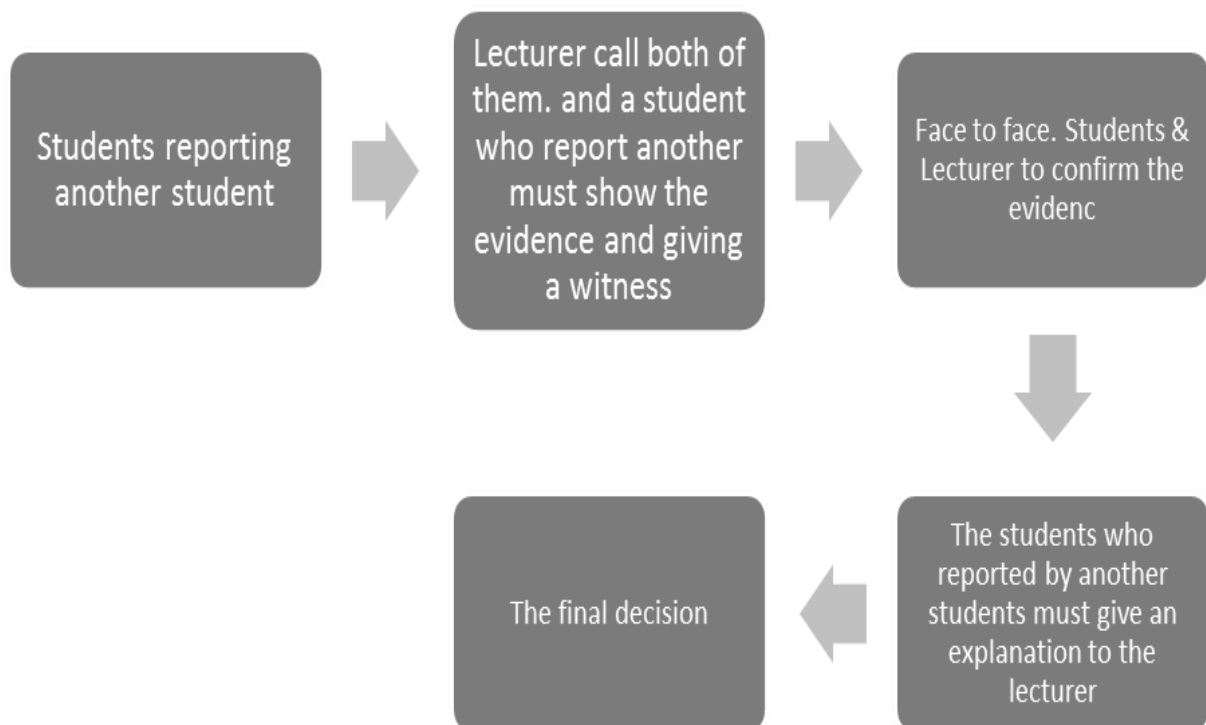 Students reporting
another student
Lecturer call both of
them. and a student
who report another
must show the
evidence and giving
a witness
Face to face. Students &
Lecturer to confirm the
evidenc
The students who
reported by another
students must give an
explanation to the
lecturer
The final decision